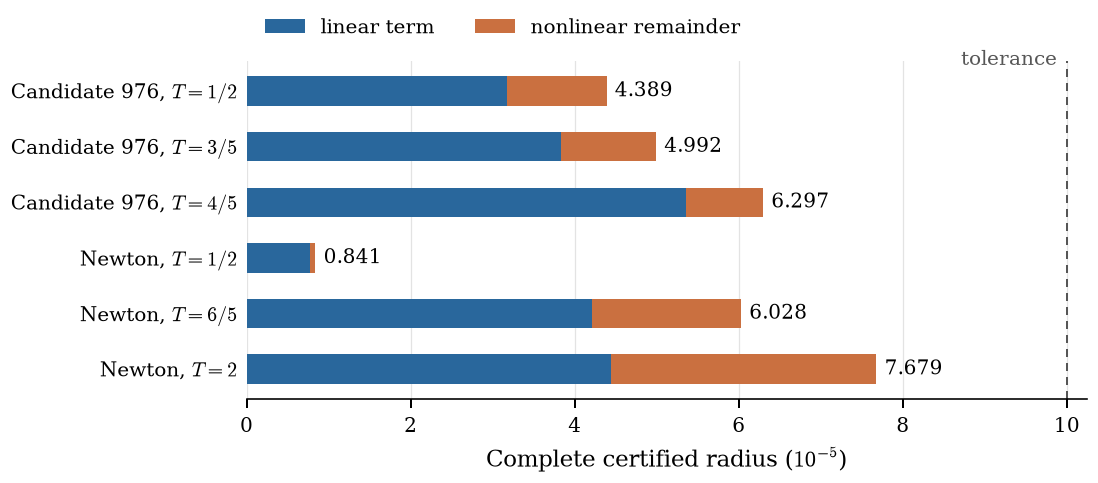 linear term nonlinear remainder
tolerance
Candidate 976, T = 1/2 4.389
Candidate 976, T = 3/5 4.992
Candidate 976, T = 4/5 6.297
Newton, T = 1/2 0.841
Newton, T = 6/5 6.028
Newton, T = 2 7.679
0 2 4 6 8 10
Complete certified radius (10⁻⁵)